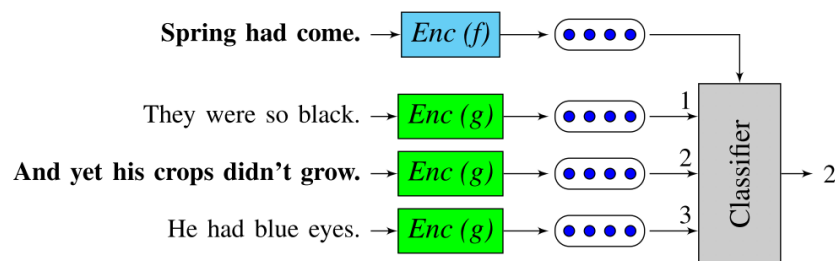 Spring had come. Enc (f)
They were so black. Enc (g) 1
And yet his crops didn't grow. Enc (g) 2
He had blue eyes. Enc (g) 3
Classifier
2